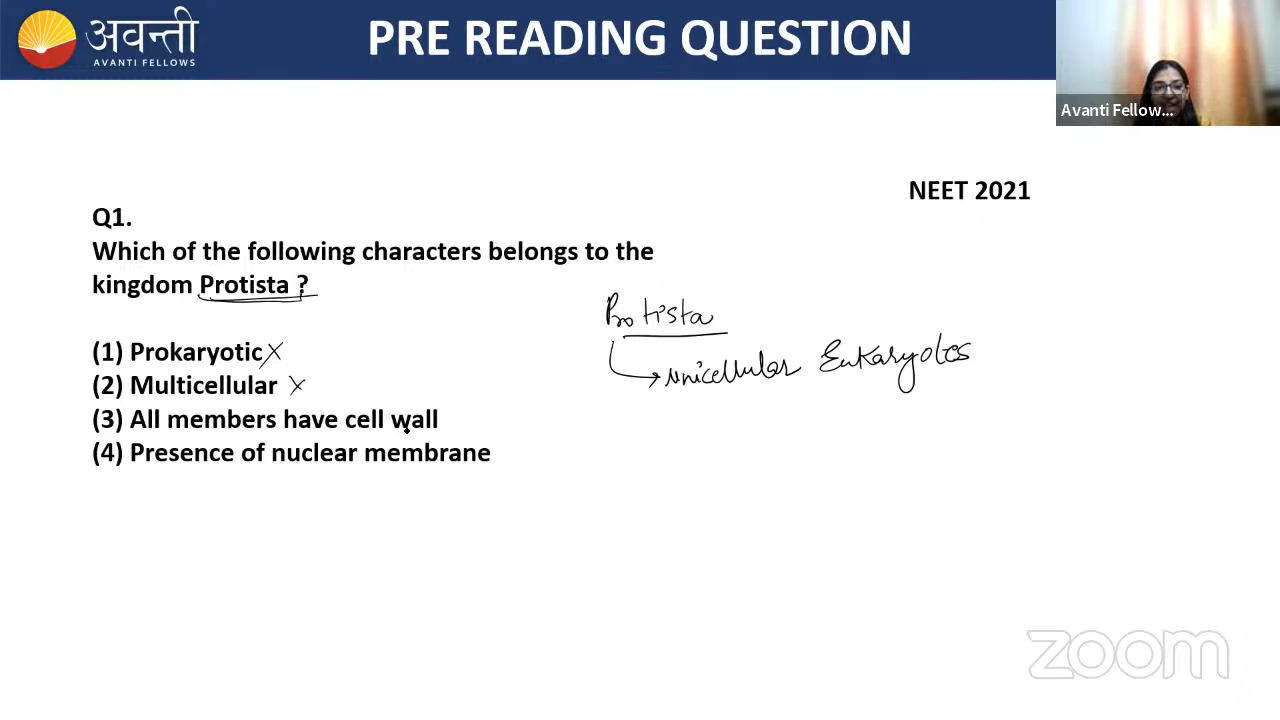 अवन्ती
AVANTI FELLOWS
PRE READING QUESTION
Avanti Fellow...
NEET 2021
Q1.
Which of the following characters belongs to the
kingdom Protista ?
(1) Prokaryotic X
(2) Multicellular X
(3) All members have cell wall
(4) Presence of nuclear membrane
Protista
unicellular Eukaryotes
zoom